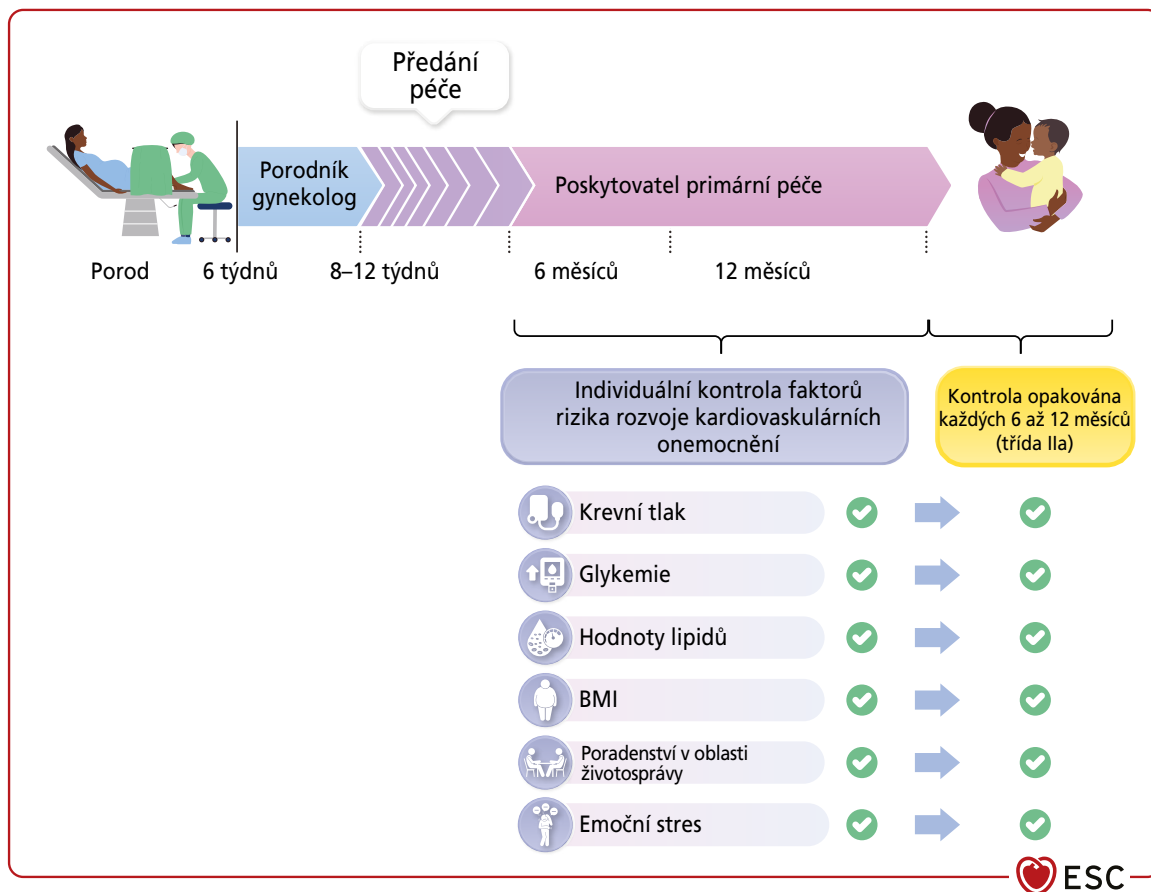 Předání
péče
Porodník
gynekolog
Poskytovatel primární péče
Porod
6 týdnů
8–12 týdnů
6 měsíců
12 měsíců
Individuální kontrola faktorů
rizika rozvoje kardiovaskulárních
onemocnění
Kontrola opakována
každých 6 až 12 měsíců
(třída IIa)
Krevní tlak
Glykemie
Hodnoty lipidů
BMI
Poradenství v oblasti
životosprávy
Emoční stres
ESC